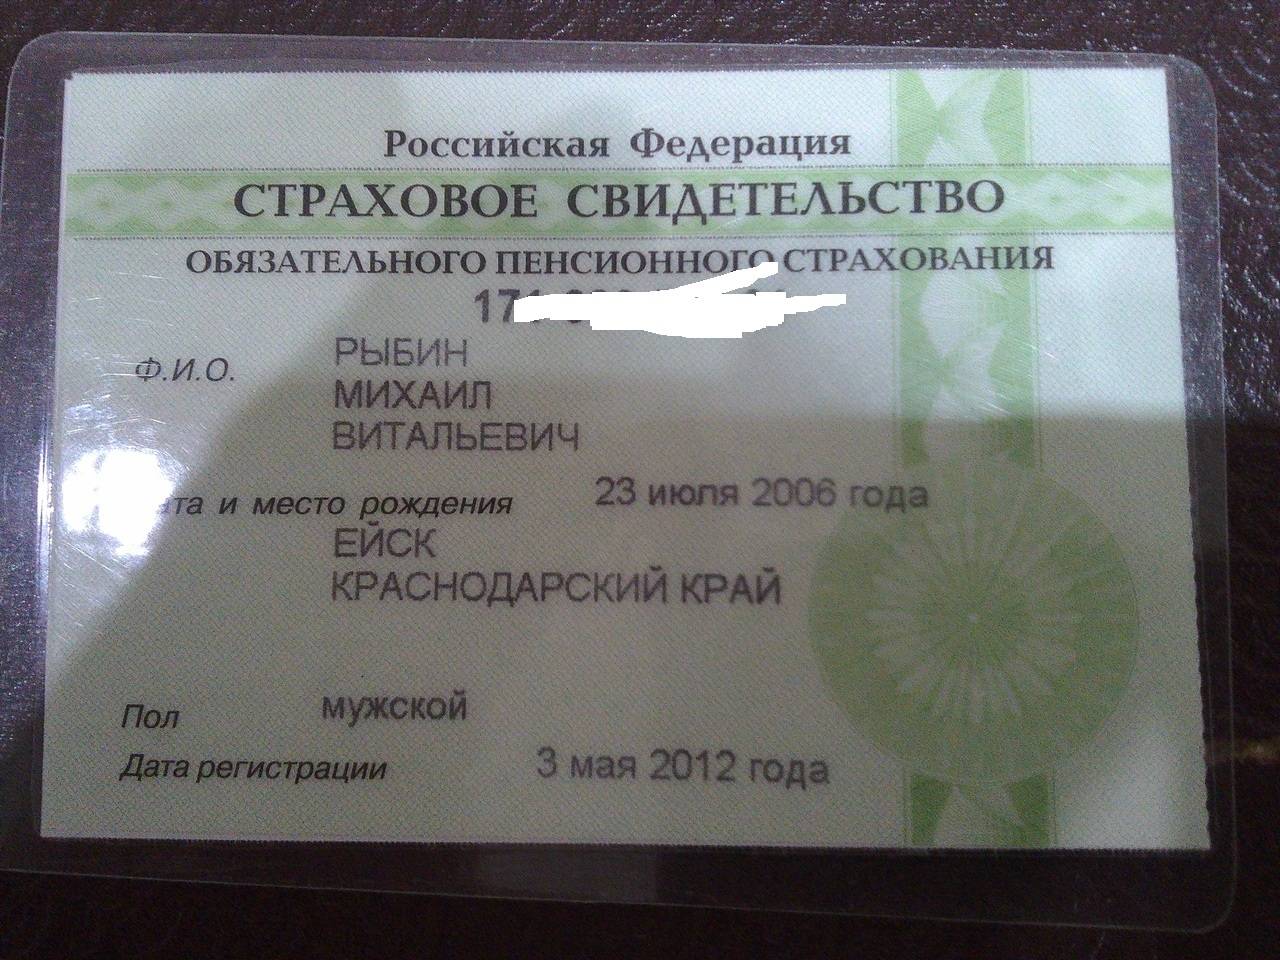 Российская Федерация
СТРАХОВОЕ СВИДЕТЕЛЬСТВО
ОБЯЗАТЕЛЬНОГО ПЕНСИОННОГО СТРАХОВАНИЯ
Ф.И.О. РЫБИН
МИХАИЛ
ВИТАЛЬЕВИЧ
и место рождения 23 июля 2006 года
ЕЙСК
КРАСНОДАРСКИЙ КРАЙ
Пол мужской
Дата регистрации 3 мая 2012 года